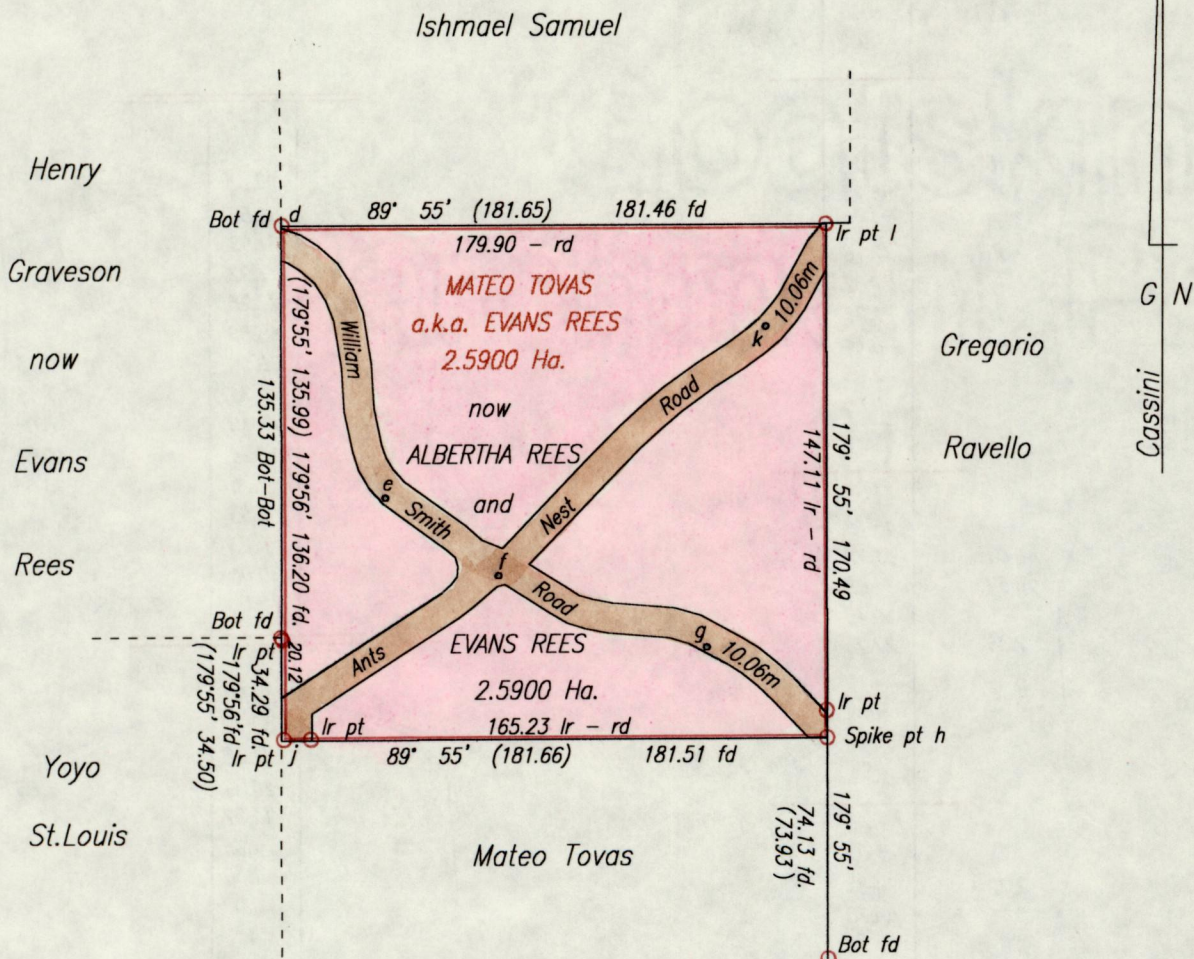 Ishmael Samuel
Henry
Graveson
now
Evans
Rees
Bot fd d
89° 55' (181.65) 181.46 fd
Ir pt l
179.90 - rd
MATEO TOVAS
a.k.a. EVANS REES
2.5900 Ha.
now
ALBERTHA REES
and
EVANS REES
2.5900 Ha.
William
Smith
Road
Ants
Nest
Road
e
f
g 10.06m
k 10.06m
(179°55' 135.99) 179°56' 136.20 fd.
135.33 Bot-Bot
20.12
Bot fd
Ir pt
34.29 fd.
179°56'fd
(179°55' 34.50)
Ir pt j
Ir pt
165.23 Ir - rd
89° 55' (181.66) 181.51 fd
179° 55' 170.49
147.11 Ir - rd
Gregorio
Ravello
Ir pt
Spike pt h
179° 55'
74.13 fd.
(73.93)
Bot fd
Yoyo
St.Louis
Mateo Tovas
G N
Cassini